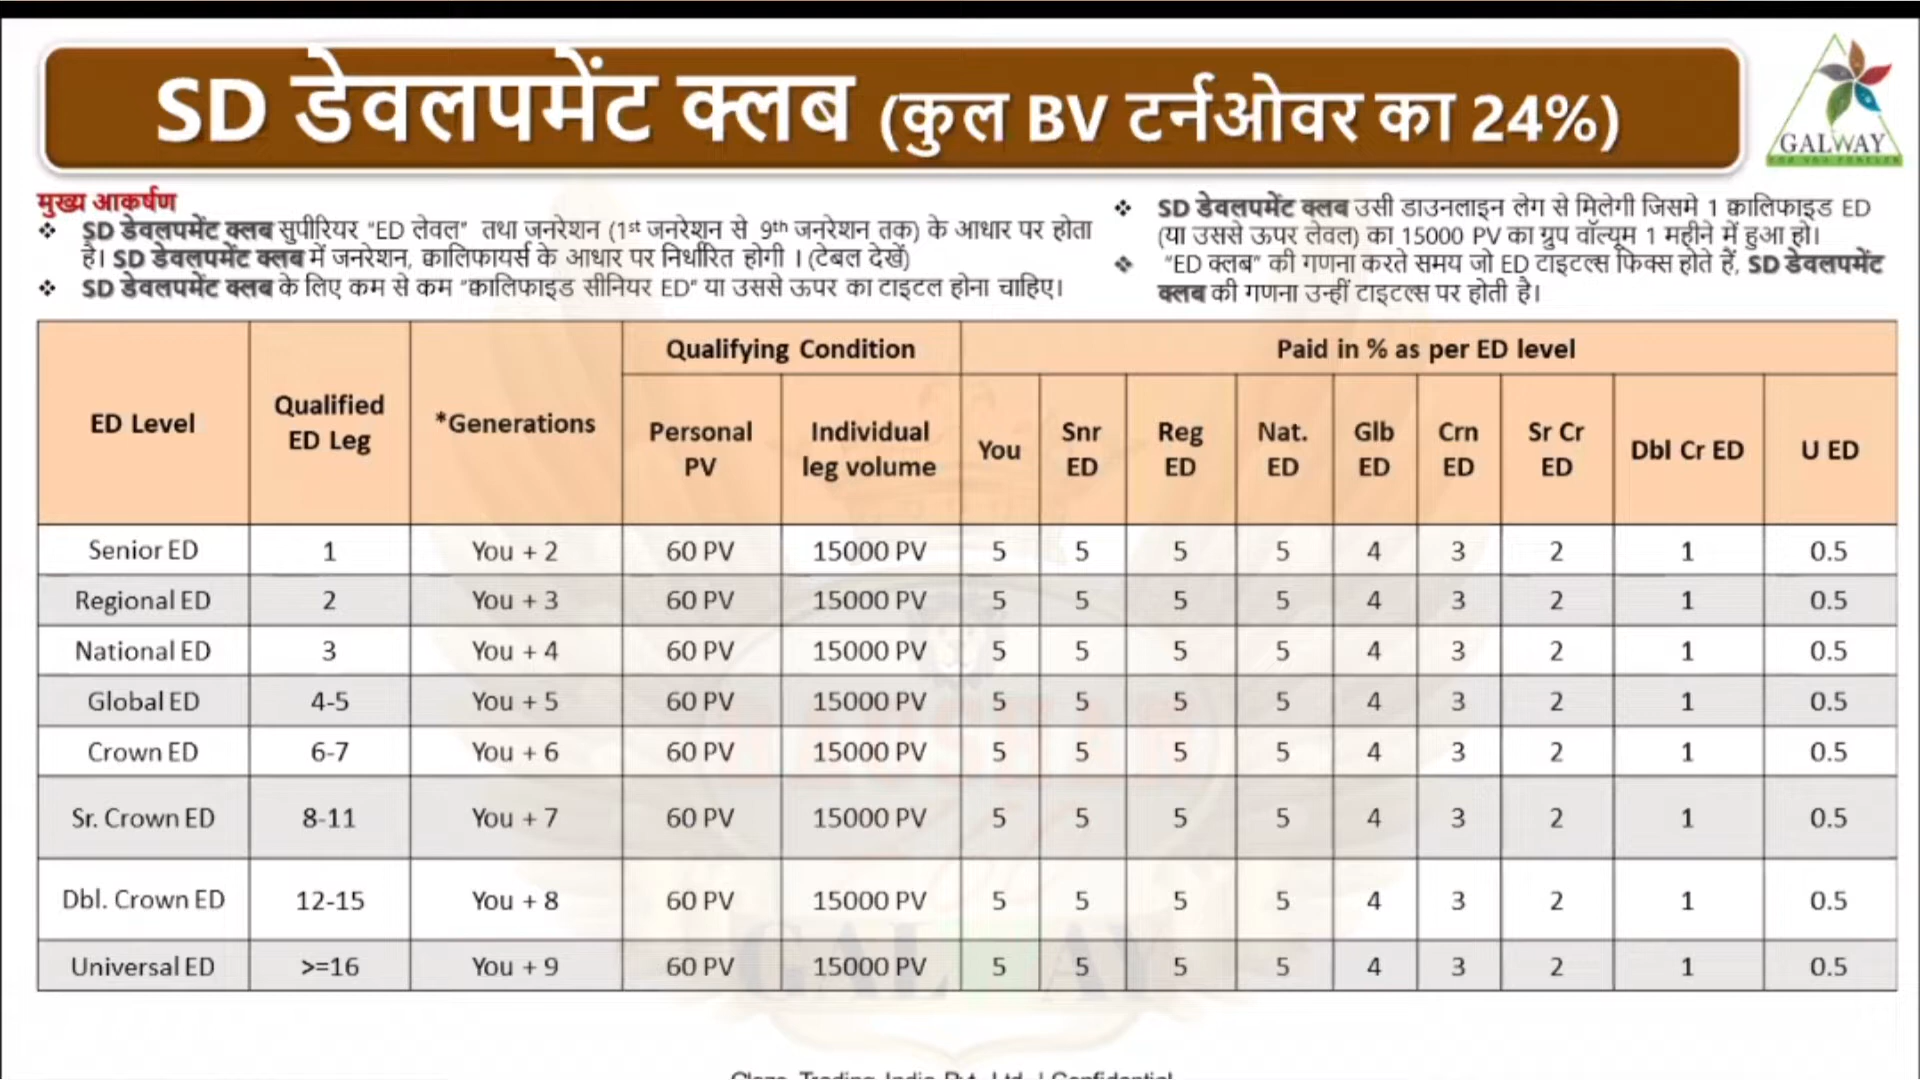 SD डेवलपमेंट क्लब (कुल BV टर्नओवर का 24%)
GALWAY
मुख्य आकर्षण
❖ SD डेवलपमेंट क्लब सुपीरियर "ED लेवल" तथा जनरेशन (1st जनरेशन से 9th जनरेशन तक) के आधार पर होता
है। SD डेवलपमेंट क्लब में जनरेशन, क्वालिफायर्स के आधार पर निर्धारित होगी । (टेबल देखें)
❖ SD डेवलपमेंट क्लब के लिए कम से कम "क्वालिफाइड सीनियर ED" या उससे ऊपर का टाइटल होना चाहिए।
❖ SD डेवलपमेंट क्लब उसी डाउनलाइन लेग से मिलेगी जिसमे 1 क्वालिफाइड ED
(या उससे ऊपर लेवल) का 15000 PV का ग्रुप वॉल्यूम 1 महीने में हुआ हो।
❖ "ED क्लब" की गणना करते समय जो ED टाइटल्स फिक्स होते हैं, SD डेवलपमेंट
क्लब की गणना उन्हीं टाइटल्स पर होती है।
Qualifying Condition Paid in % as per ED level
ED Level Qualified ED Leg *Generations Personal PV Individual leg volume You Snr ED Reg ED Nat. ED Glb ED Crn ED Sr Cr ED Dbl Cr ED U ED
Senior ED 1 You + 2 60 PV 15000 PV 5 5 5 5 4 3 2 1 0.5
Regional ED 2 You + 3 60 PV 15000 PV 5 5 5 5 4 3 2 1 0.5
National ED 3 You + 4 60 PV 15000 PV 5 5 5 5 4 3 2 1 0.5
Global ED 4-5 You + 5 60 PV 15000 PV 5 5 5 5 4 3 2 1 0.5
Crown ED 6-7 You + 6 60 PV 15000 PV 5 5 5 5 4 3 2 1 0.5
Sr. Crown ED 8-11 You + 7 60 PV 15000 PV 5 5 5 5 4 3 2 1 0.5
Dbl. Crown ED 12-15 You + 8 60 PV 15000 PV 5 5 5 5 4 3 2 1 0.5
Universal ED >=16 You + 9 60 PV 15000 PV 5 5 5 5 4 3 2 1 0.5
GALWAY